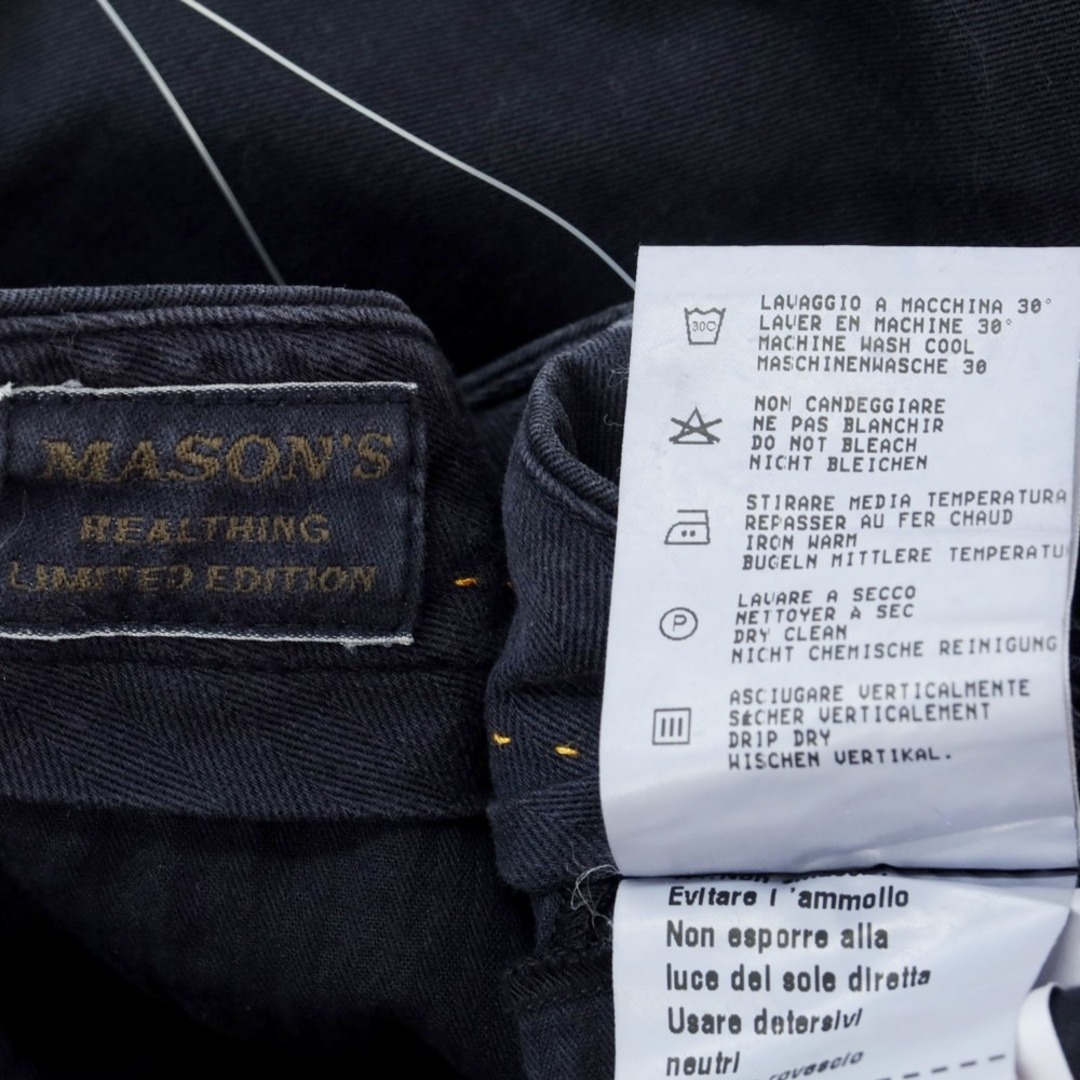 MASON'S
HEALTHING
LIMITED EDITION
30
LAVAGGIO A MACCHINA 30°
LAVER EN MACHINE 30°
MACHINE WASH COOL
MASCHINENWASCHE 30
NON CANDEGGIARE
NE PAS BLANCHIR
DO NOT BLEACH
NICHT BLEICHEN
STIRARE MEDIA TEMPERATURA
REPASSER AU FER CHAUD
IRON WARM
BUGELN MITTLERE TEMPERATU
P
LAVARE A SECCO
NETTOYER A SEC
DRY CLEAN
NICHT CHEMISCHE REINIGUNG
ASCIUGARE VERTICALMENTE
SECHER VERTICALEMENT
DRIP DRY
WISCHEN VERTIKAL.
Evitare l'ammollo
Non esporre alla
luce del sole diretta
Usare detersivi
neutri
rovescio